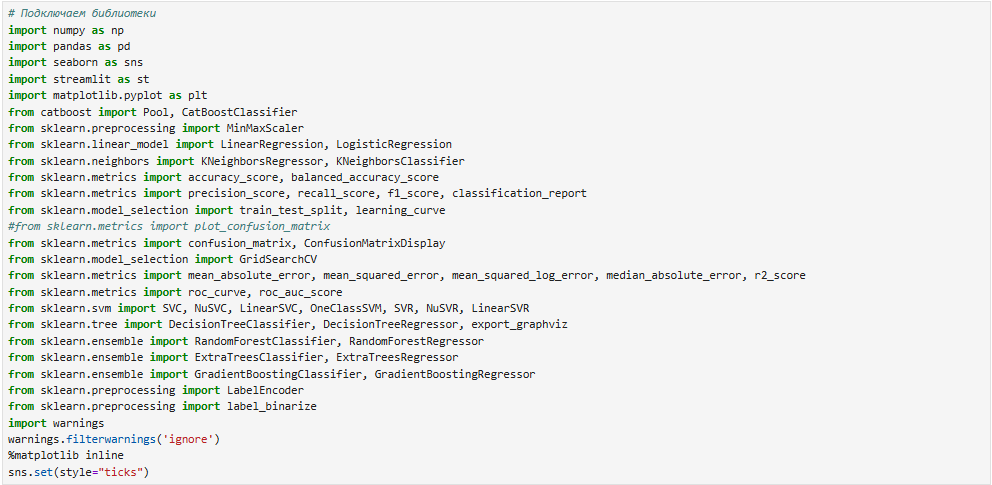 # Подключаем библиотеки
import numpy as np
import pandas as pd
import seaborn as sns
import streamlit as st
import matplotlib.pyplot as plt
from catboost import Pool, CatBoostClassifier
from sklearn.preprocessing import MinMaxScaler
from sklearn.linear_model import LinearRegression, LogisticRegression
from sklearn.neighbors import KNeighborsRegressor, KNeighborsClassifier
from sklearn.metrics import accuracy_score, balanced_accuracy_score
from sklearn.metrics import precision_score, recall_score, f1_score, classification_report
from sklearn.model_selection import train_test_split, learning_curve
#from sklearn.metrics import plot_confusion_matrix
from sklearn.metrics import confusion_matrix, ConfusionMatrixDisplay
from sklearn.model_selection import GridSearchCV
from sklearn.metrics import mean_absolute_error, mean_squared_error, mean_squared_log_error, median_absolute_error, r2_score
from sklearn.metrics import roc_curve, roc_auc_score
from sklearn.svm import SVC, NuSVC, LinearSVC, OneClassSVM, SVR, NuSVR, LinearSVR
from sklearn.tree import DecisionTreeClassifier, DecisionTreeRegressor, export_graphviz
from sklearn.ensemble import RandomForestClassifier, RandomForestRegressor
from sklearn.ensemble import ExtraTreesClassifier, ExtraTreesRegressor
from sklearn.ensemble import GradientBoostingClassifier, GradientBoostingRegressor
from sklearn.preprocessing import LabelEncoder
from sklearn.preprocessing import label_binarize
import warnings
warnings.filterwarnings('ignore')
%matplotlib inline
sns.set(style="ticks")